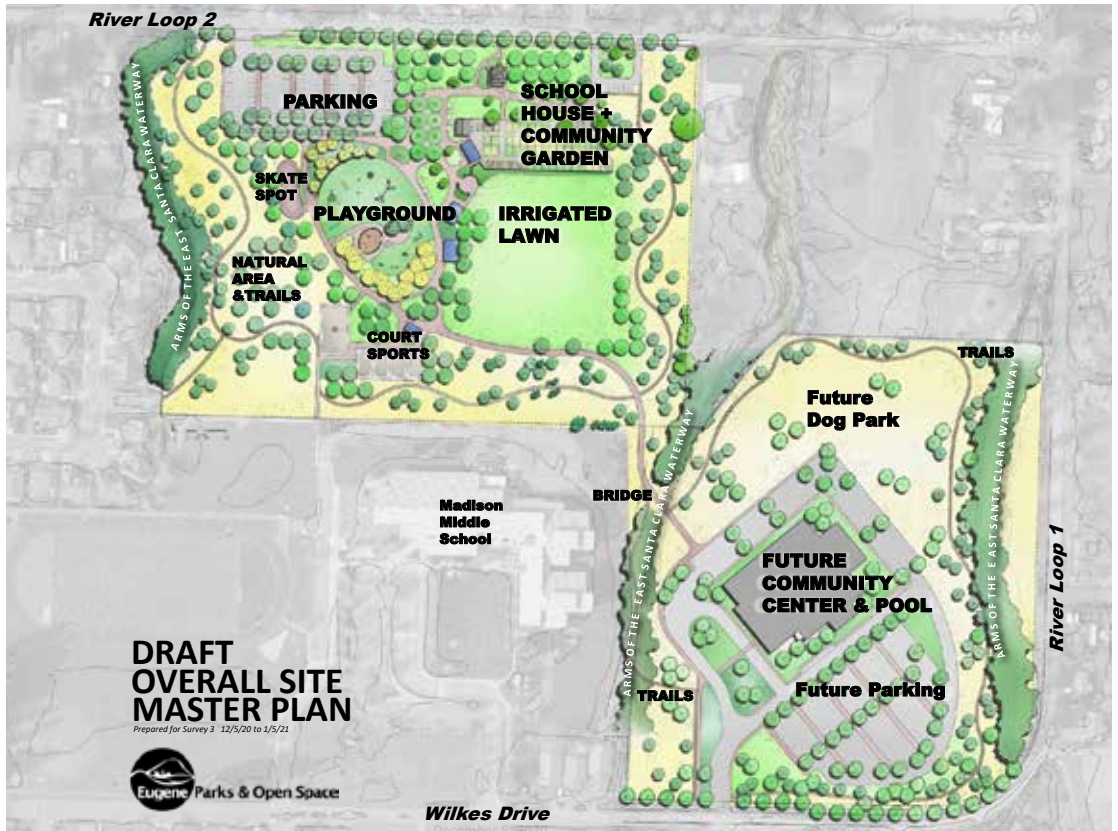 River Loop 2
PARKING
SCHOOL
HOUSE +
COMMUNITY
GARDEN
SKATE
SPOT
PLAYGROUND
IRRIGATED
LAWN
NATURAL
AREA
&TRAILS
COURT
SPORTS
ARMS OF THE EAST SANTA CLARA WATERWAY
TRAILS
Future
Dog Park
ARMS OF THE EAST SANTA CLARA WATERWAY
BRIDGE
Madison
Middle
School
FUTURE
COMMUNITY
CENTER & POOL
ARMS OF THE EAST SANTA CLARA WATERWAY
River Loop 1
TRAILS
Future Parking
DRAFT
OVERALL SITE
MASTER PLAN
Prepared for Survey 3 12/5/20 to 1/5/21
Eugene Parks & Open Space
Wilkes Drive